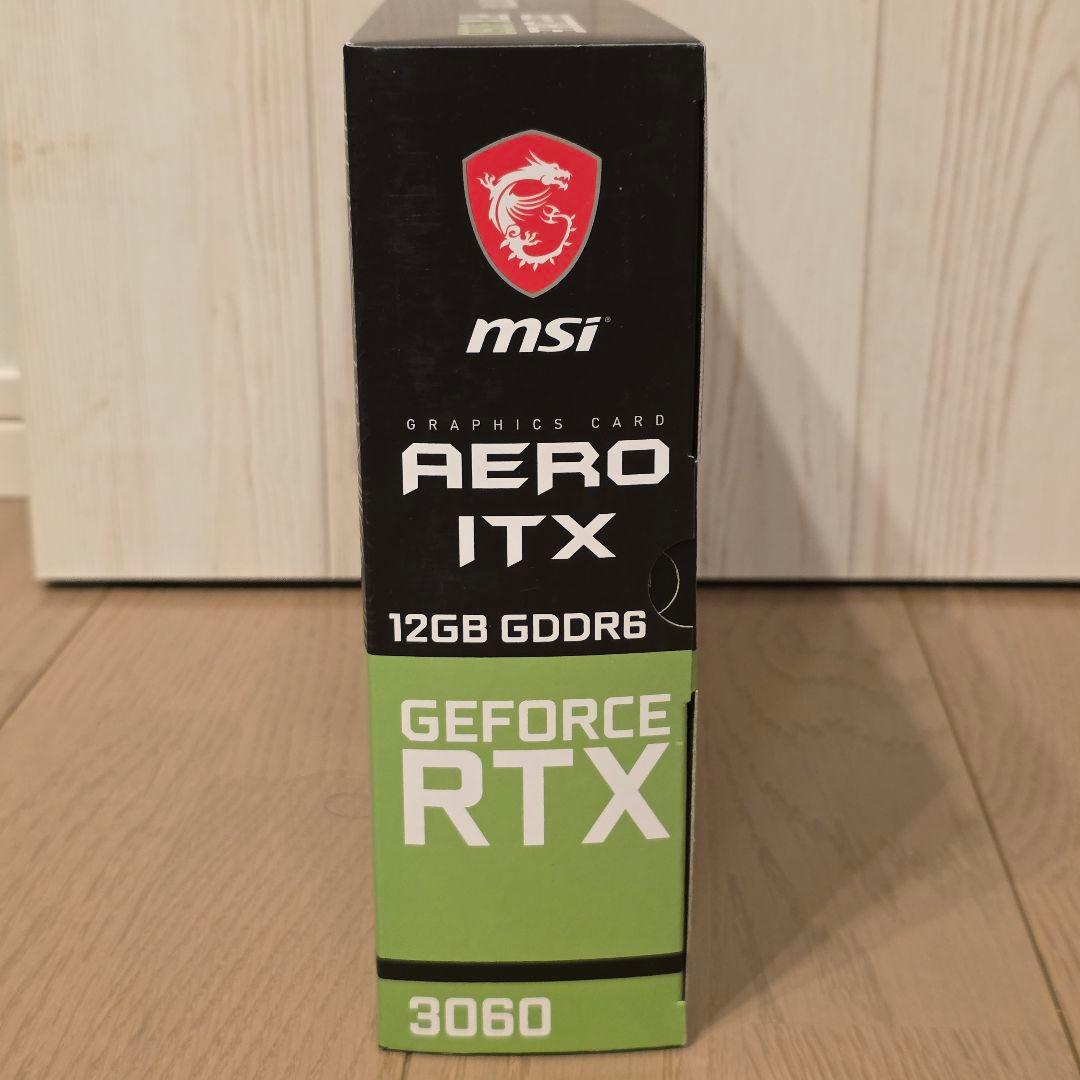 msi®
GRAPHICS CARD
AERO
ITX
12GB GDDR6
GEFORCE
RTX
3060